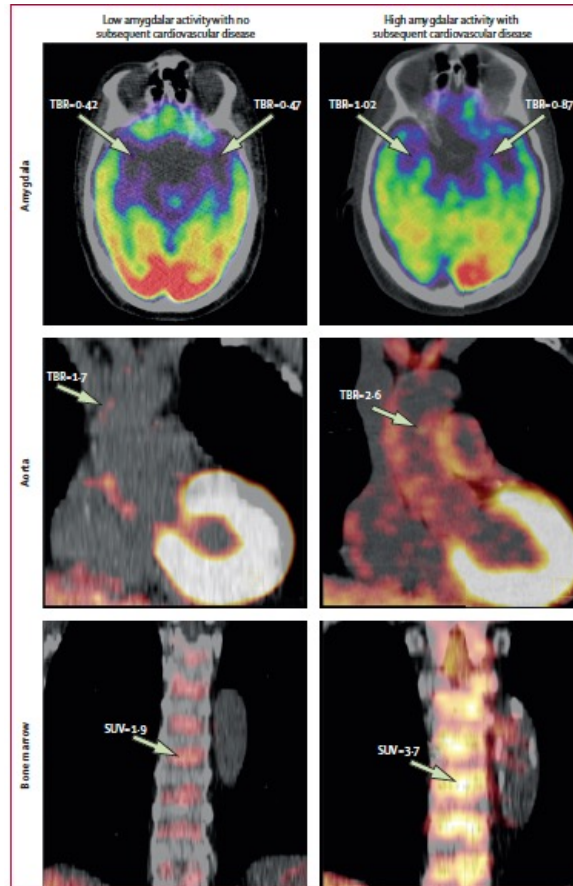 Low amygdalar activity with no
subsequent cardiovascular disease
High amygdalar activity with
subsequent cardiovascular disease
Amygdala
TBR=0·42
TBR=0·47
TBR=1·02
TBR=0·87
Aorta
TBR=1·7
TBR=2·6
Bone marrow
SUV=1·9
SUV=3·7